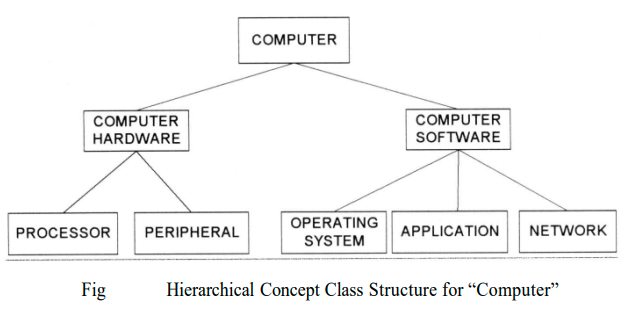 COMPUTER
COMPUTER
HARDWARE
COMPUTER
SOFTWARE
PROCESSOR
PERIPHERAL
OPERATING
SYSTEM
APPLICATION
NETWORK
Fig Hierarchical Concept Class Structure for “Computer”